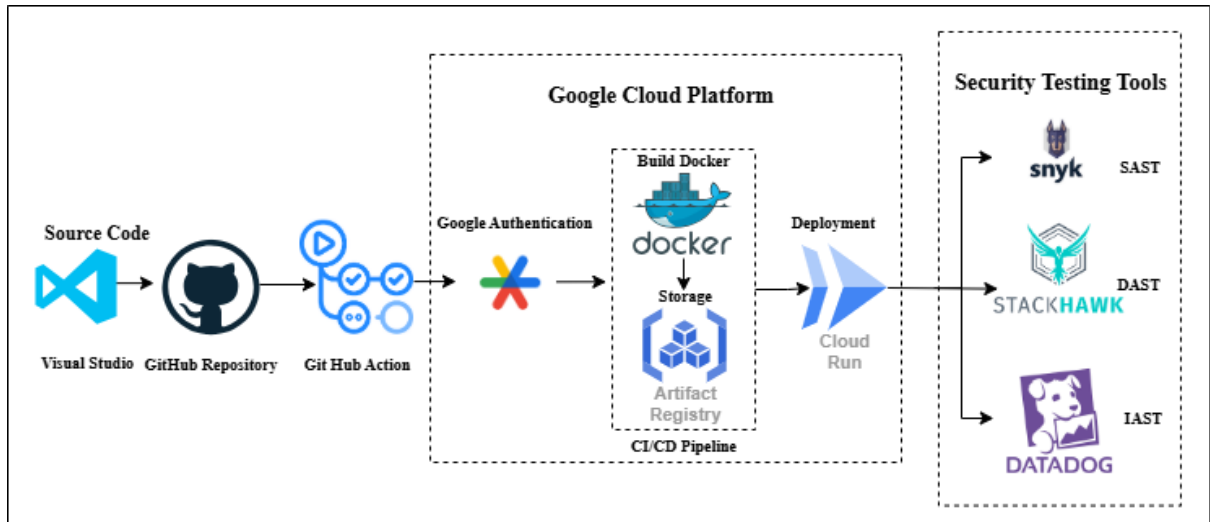 Google Cloud Platform
Security Testing Tools
Build Docker
snyk
SAST
Source Code
Google Authentication
docker
Deployment
STACKHAWK
DAST
Storage
Visual Studio
GitHub Repository
Git Hub Action
Cloud
Run
Artifact
Registry
CI/CD Pipeline
IAST
DATADOG